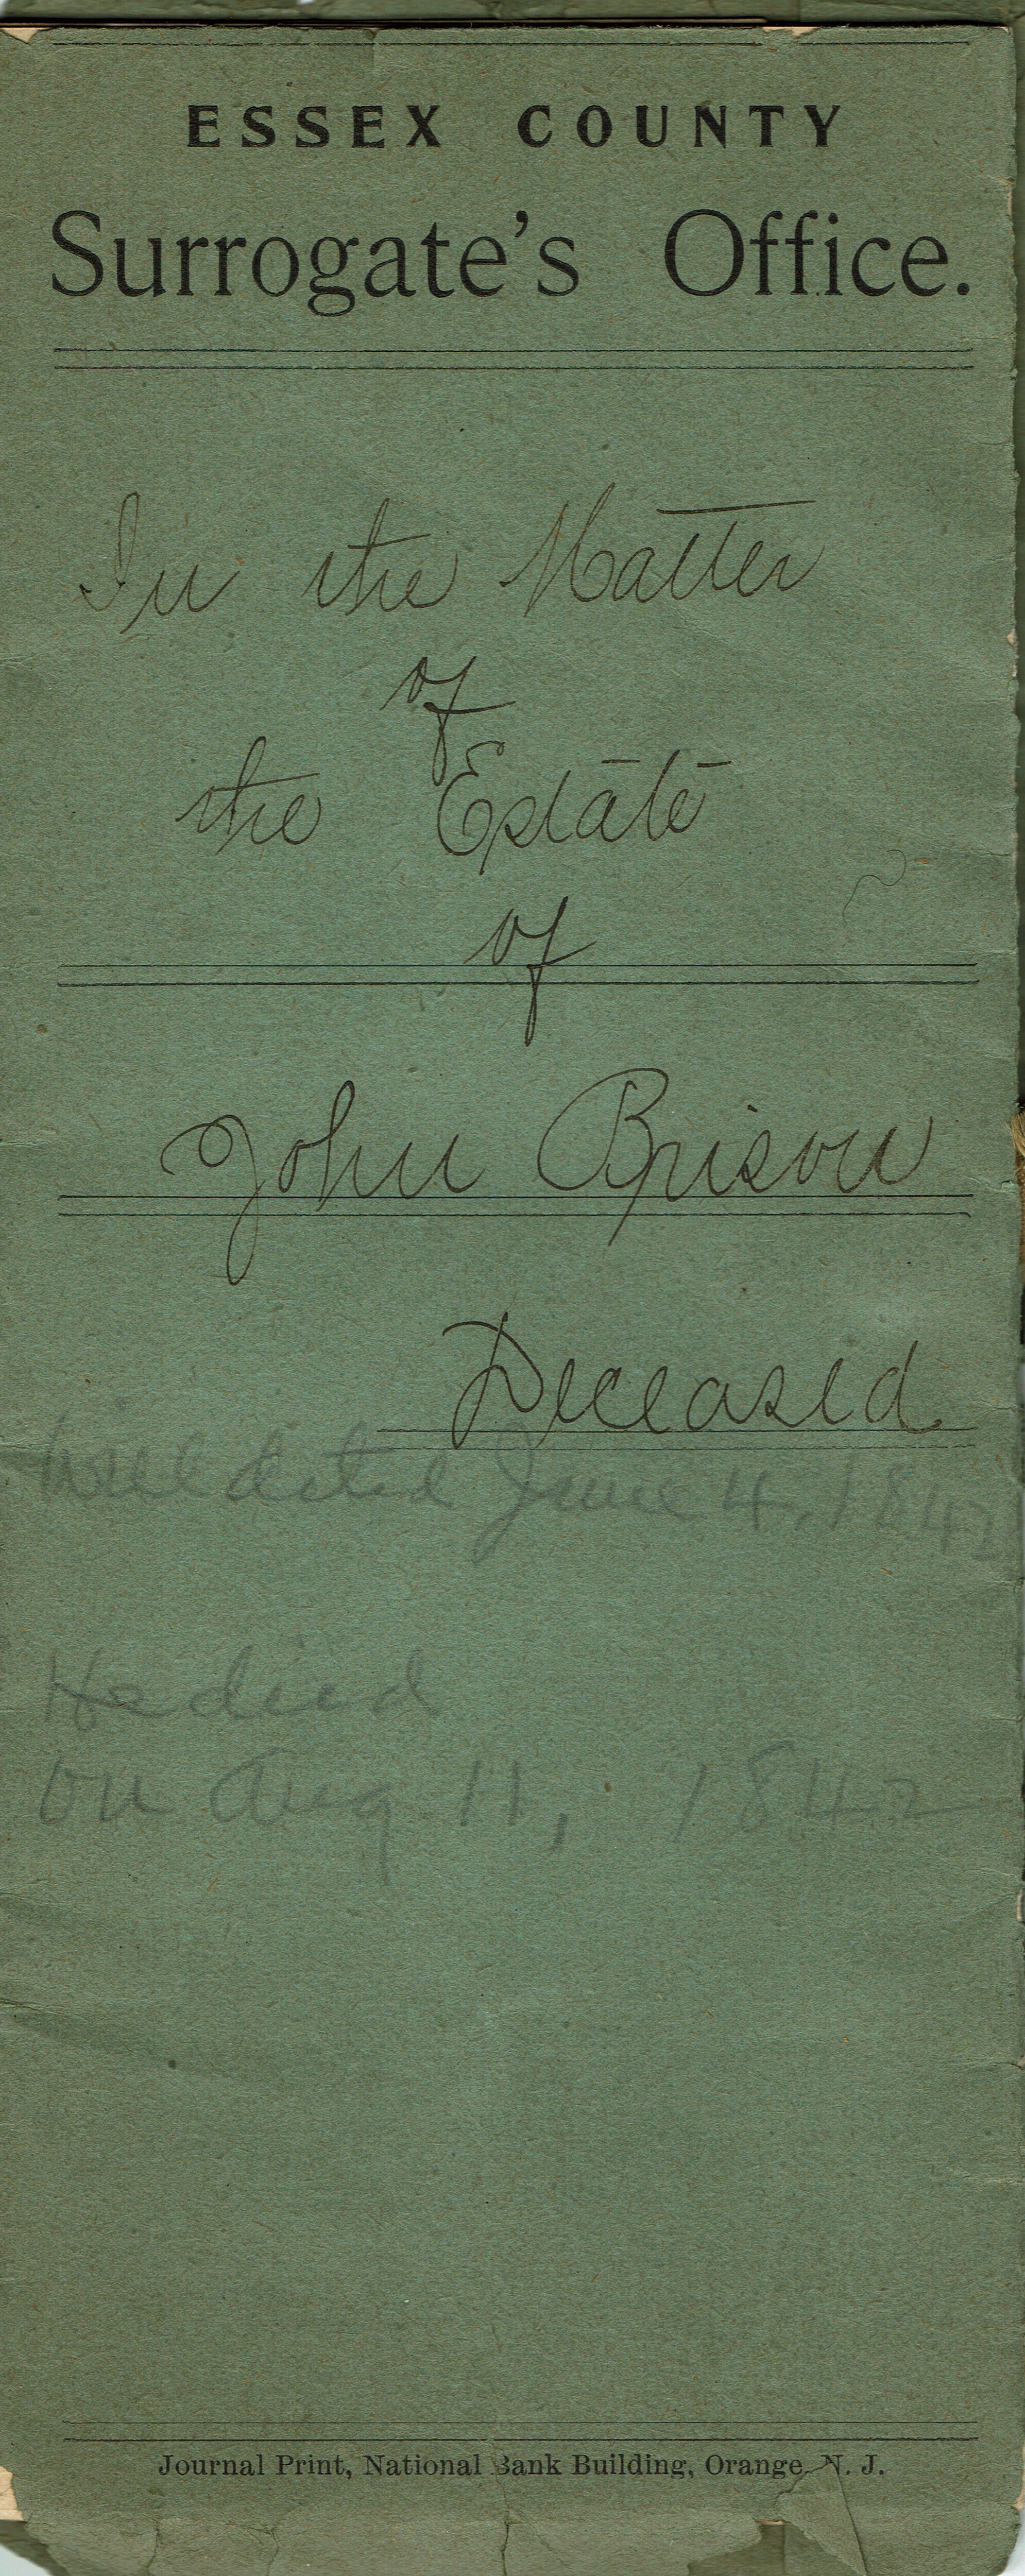 ESSEX COUNTY
Surrogate's Office.
In the Matter
of
the Estate
of
John Brison
Deceased
Will dated June 4, 1842
He died
on Aug 11, 1842
Journal Print, National Bank Building, Orange, N. J.